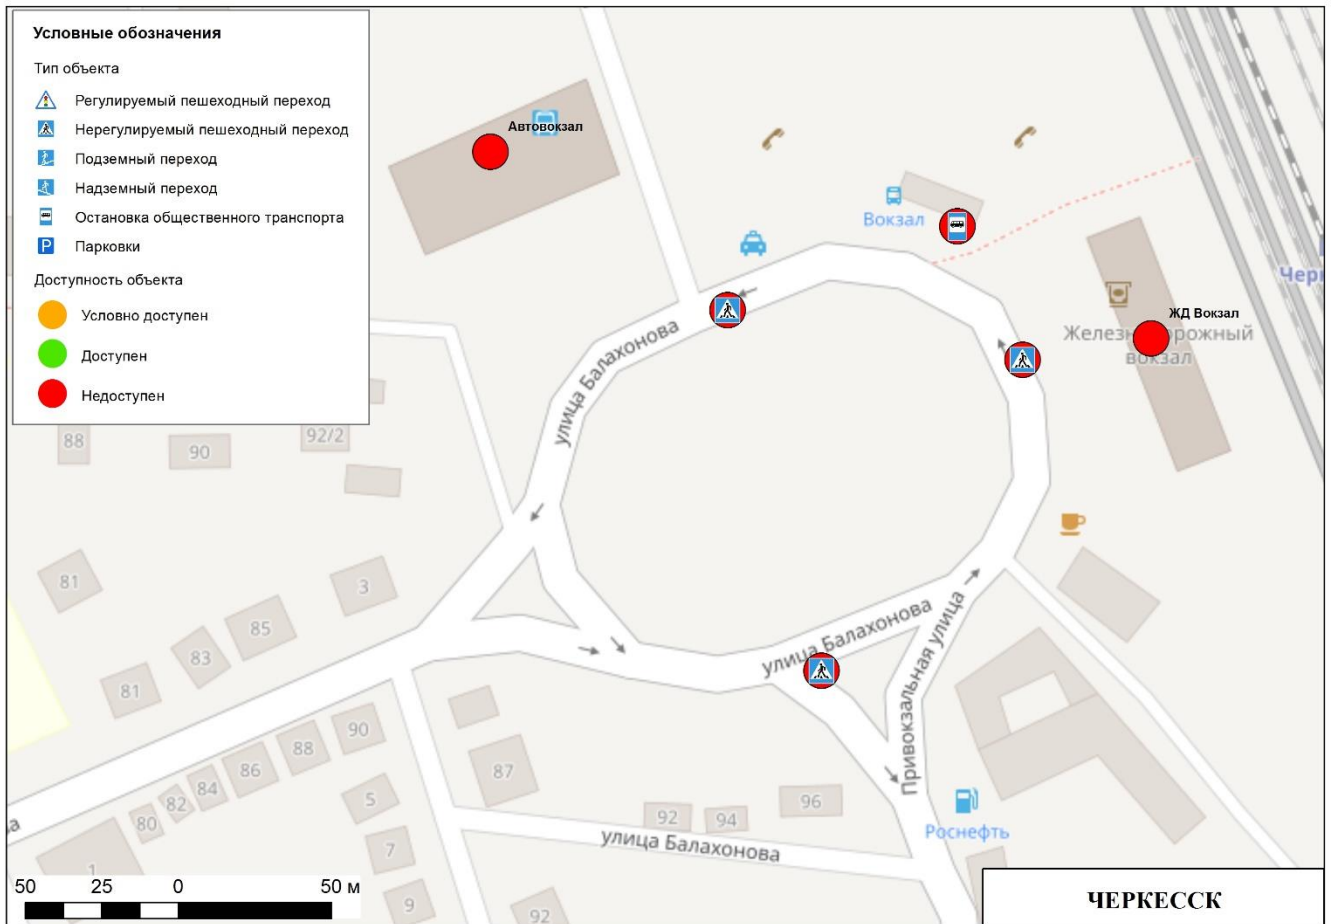 Условные обозначения
Тип объекта
Регулируемый пешеходный переход
Нерегулируемый пешеходный переход
Подземный переход
Надземный переход
Остановка общественного транспорта
P Парковки
Доступность объекта
Условно доступен
Доступен
Недоступен
Автовокзал
Вокзал
Черк
ЖД Вокзал
Железнодорожный
вокзал
улица Балахонова
88
90
92/2
81
3
85
83
81
улица Балахонова
Привокзальная улица
90
88
86
84
82
80
87
5
96
92
94
Роснефть
улица Балахонова
7
1
9
92
ва
50 25 0 50 м
ЧЕРКЕССК